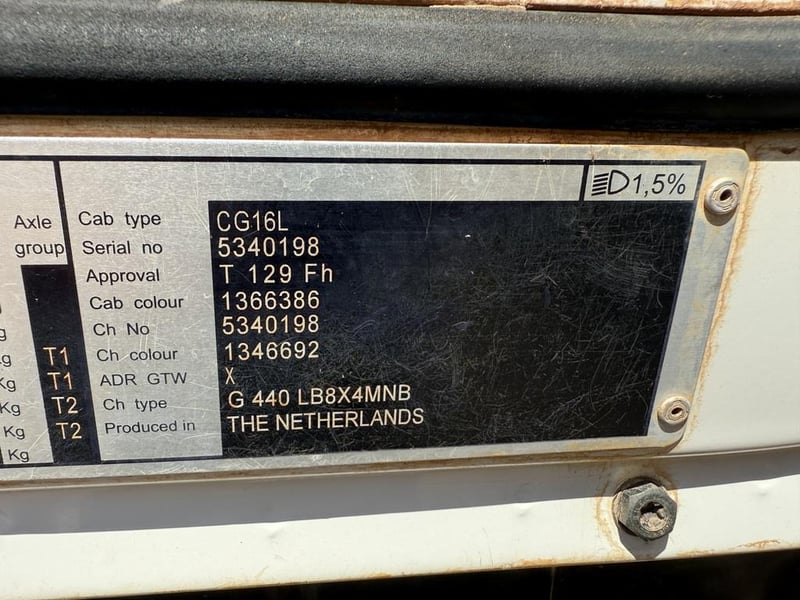 1,5%
Axle group
Cab type CG16L
Serial no 5340198
Approval T 129 Fh
Cab colour 1366386
Ch No 5340198
T1 Ch colour 1346692
Kg T1 ADR GTW X
Kg T2 Ch type G 440 LB8X4MNB
Kg T2 Produced in THE NETHERLANDS
Kg